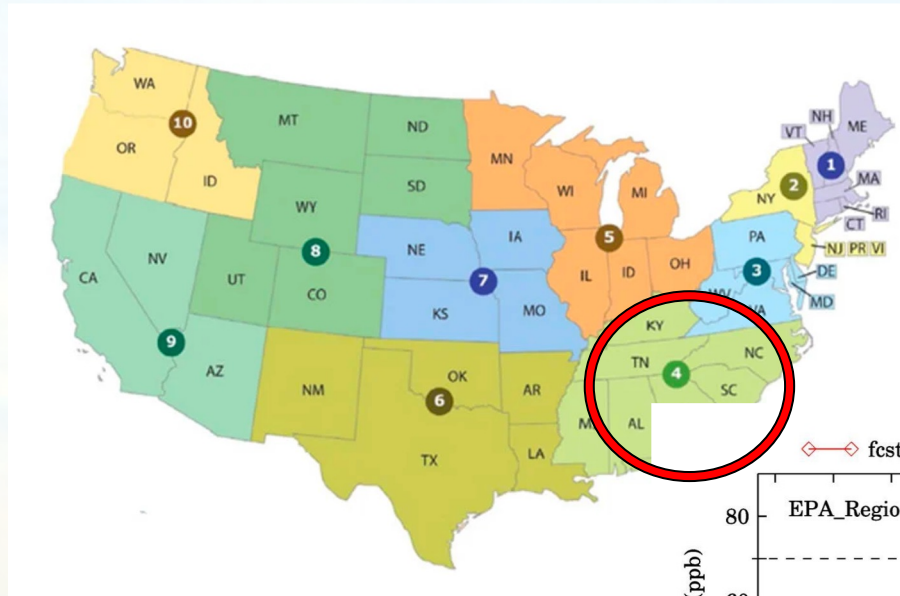 WA
MT
ND
MN
OR
10
ID
SD
WI
MI
VT
NH
ME
1
MA
RI
CT
NY
2
WY
NE
IA
5
PA
NJ PR VI
NV
8
7
IL
ID
OH
3
DE
MD
CA
UT
CO
KS
MO
WV
VA
KY
9
AZ
NM
OK
6
AR
TN
4
NC
SC
AL
TX
LA
fcst
80
EPA_Regio
(ppb)